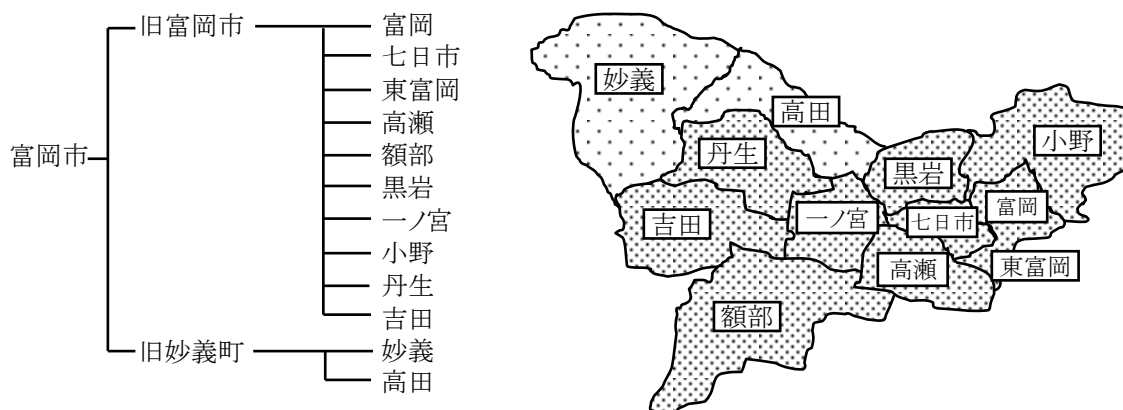 富岡市
旧富岡市
富岡
七日市
東富岡
高瀬
額部
黒岩
一ノ宮
小野
丹生
吉田
旧妙義町
妙義
高田
妙義
高田
小野
丹生
黒岩
富岡
吉田
一ノ宮
七日市
高瀬
東富岡
額部